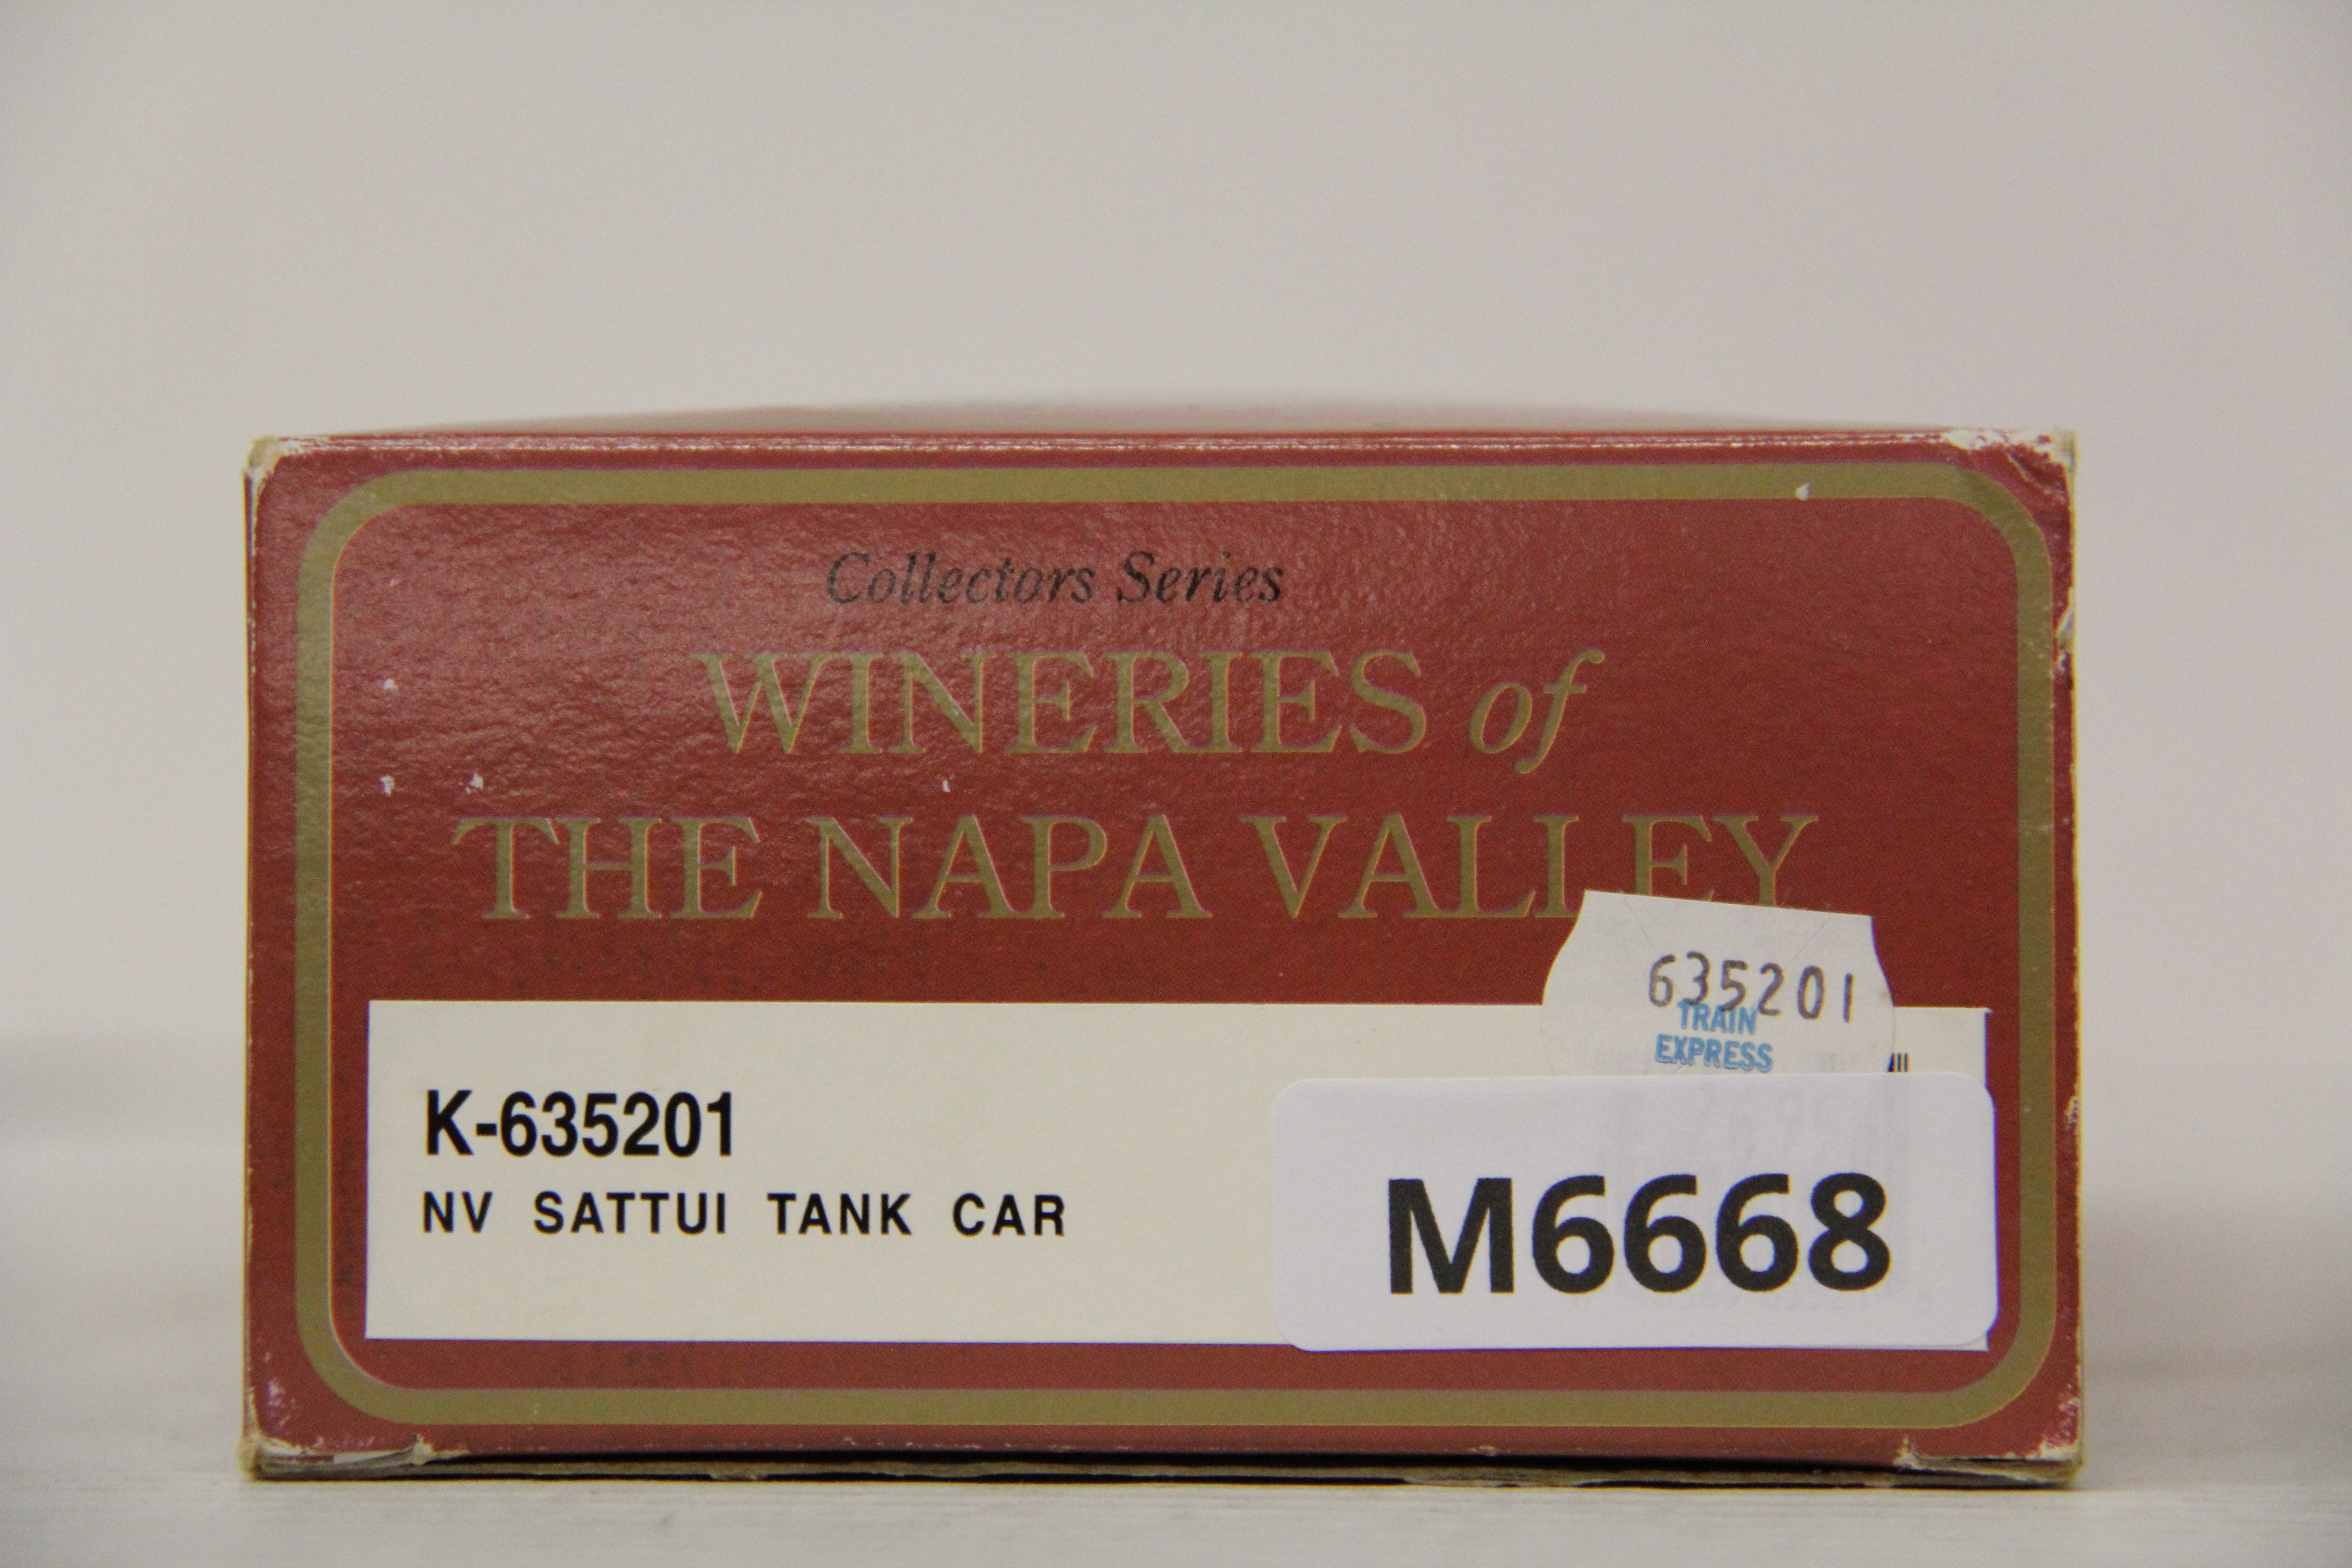 Collectors Series
WINERIES of
THE NAPA VALLEY
635201
TRAIN
EXPRESS
K-635201
NV SATTUI TANK CAR
M6668